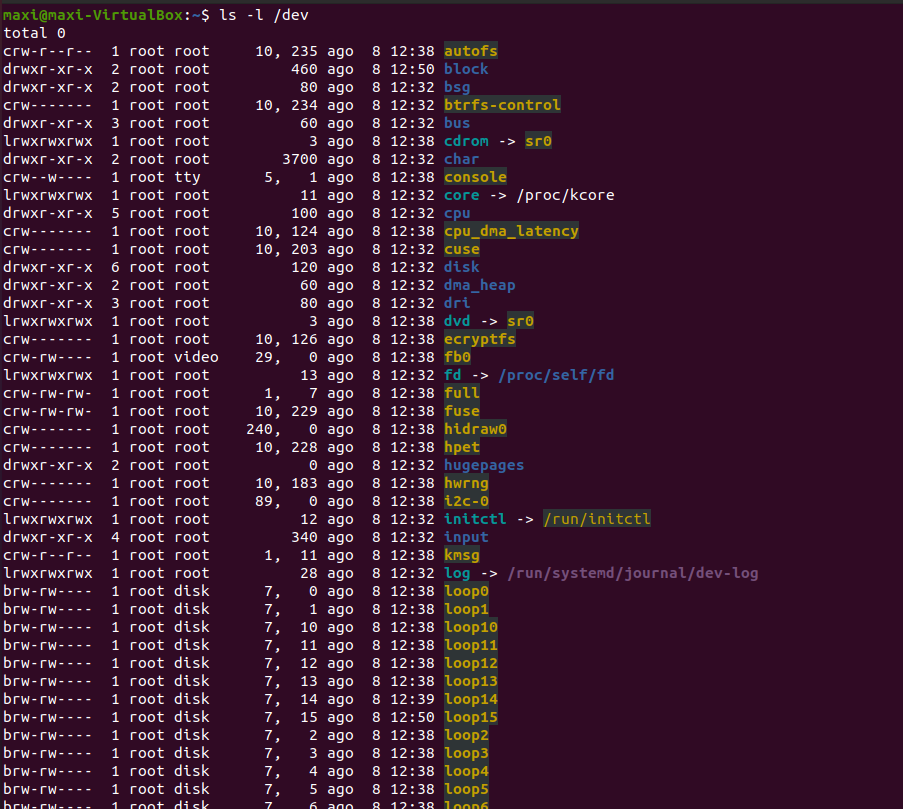 maxi@maxi-VirtualBox:~$ ls -l /dev
total 0
crw-r--r--  1 root root     10, 235 ago  8 12:38 autofs
drwxr-xr-x  2 root root         460 ago  8 12:50 block
drwxr-xr-x  2 root root          80 ago  8 12:32 bsg
crw-------  1 root root     10, 234 ago  8 12:32 btrfs-control
drwxr-xr-x  3 root root          60 ago  8 12:32 bus
lrwxrwxrwx  1 root root           3 ago  8 12:38 cdrom -> sr0
drwxr-xr-x  2 root root        3700 ago  8 12:32 char
crw--w----  1 root tty      5,   1 ago  8 12:38 console
lrwxrwxrwx  1 root root          11 ago  8 12:32 core -> /proc/kcore
drwxr-xr-x  5 root root         100 ago  8 12:32 cpu
crw-------  1 root root     10, 124 ago  8 12:38 cpu_dma_latency
crw-------  1 root root     10, 203 ago  8 12:32 cuse
drwxr-xr-x  6 root root         120 ago  8 12:32 disk
drwxr-xr-x  2 root root          60 ago  8 12:32 dma_heap
drwxr-xr-x  3 root root          80 ago  8 12:32 dri
lrwxrwxrwx  1 root root           3 ago  8 12:38 dvd -> sr0
crw-------  1 root root     10, 126 ago  8 12:38 ecryptfs
crw-rw----  1 root video    29,   0 ago  8 12:38 fb0
lrwxrwxrwx  1 root root          13 ago  8 12:32 fd -> /proc/self/fd
crw-rw-rw-  1 root root      1,   7 ago  8 12:38 full
crw-rw-rw-  1 root root     10, 229 ago  8 12:38 fuse
crw-------  1 root root    240,   0 ago  8 12:38 hidraw0
crw-------  1 root root     10, 228 ago  8 12:38 hpet
drwxr-xr-x  2 root root           0 ago  8 12:32 hugepages
crw-------  1 root root     10, 183 ago  8 12:38 hwrng
crw-------  1 root root     89,   0 ago  8 12:38 i2c-0
lrwxrwxrwx  1 root root          12 ago  8 12:32 initctl -> /run/initctl
drwxr-xr-x  4 root root         340 ago  8 12:32 input
crw-r--r--  1 root root      1,  11 ago  8 12:38 kmsg
lrwxrwxrwx  1 root root          28 ago  8 12:32 log -> /run/systemd/journal/dev-log
brw-rw----  1 root disk      7,   0 ago  8 12:38 loop0
brw-rw----  1 root disk      7,   1 ago  8 12:38 loop1
brw-rw----  1 root disk      7,  10 ago  8 12:38 loop10
brw-rw----  1 root disk      7,  11 ago  8 12:38 loop11
brw-rw----  1 root disk      7,  12 ago  8 12:38 loop12
brw-rw----  1 root disk      7,  13 ago  8 12:38 loop13
brw-rw----  1 root disk      7,  14 ago  8 12:39 loop14
brw-rw----  1 root disk      7,  15 ago  8 12:50 loop15
brw-rw----  1 root disk      7,   2 ago  8 12:38 loop2
brw-rw----  1 root disk      7,   3 ago  8 12:38 loop3
brw-rw----  1 root disk      7,   4 ago  8 12:38 loop4
brw-rw----  1 root disk      7,   5 ago  8 12:38 loop5
brw-rw----  1 root disk      7,   6 ago  8 12:38 loop6